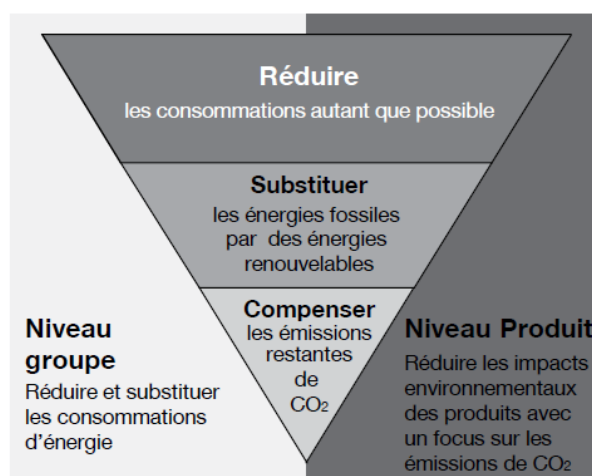 Réduire
les consommations autant que possible
Substituer
les énergies fossiles
par des énergies
renouvelables
Compenser
les émissions
restantes
de
CO₂
Niveau
groupe
Réduire et substituer
les consommations
d'énergie
Niveau Produit
Réduire les impacts
environnementaux
des produits avec
un focus sur les
émissions de CO₂